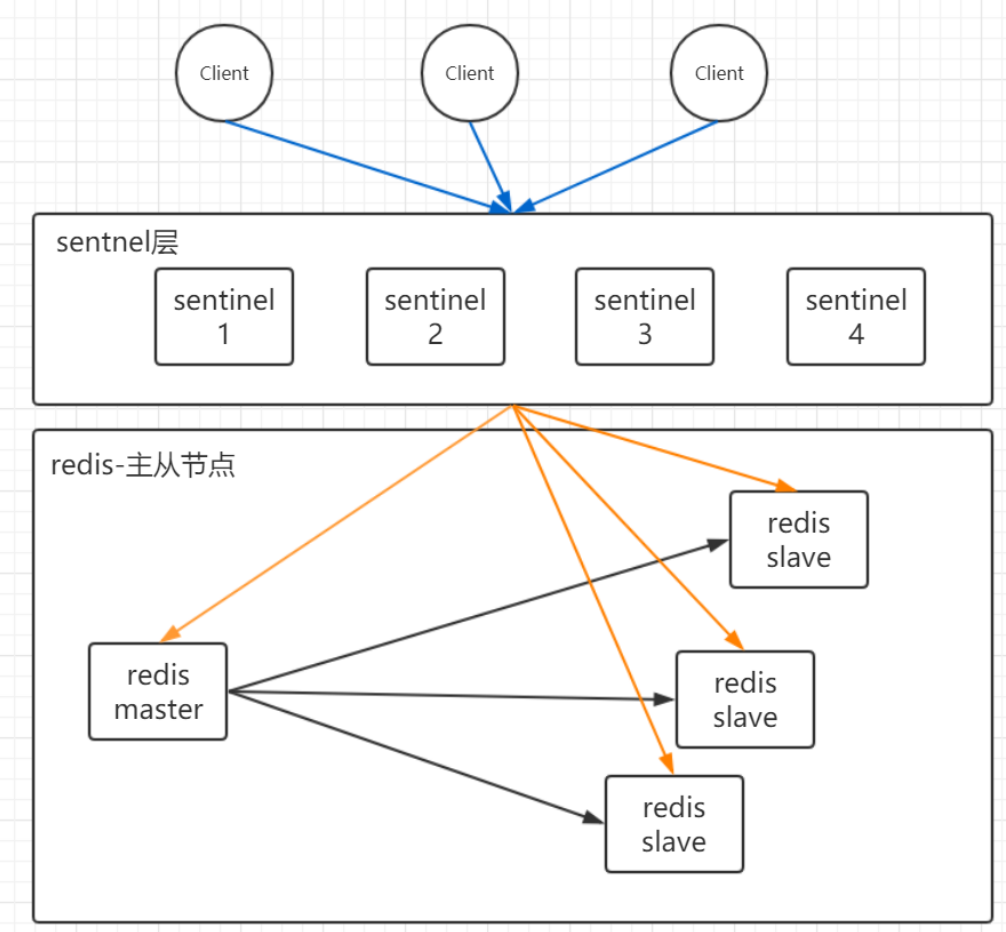 Client
Client
Client
sentnel层
sentinel
1
sentinel
2
sentinel
3
sentinel
4
redis-主从节点
redis
slave
redis
master
redis
slave
redis
slave